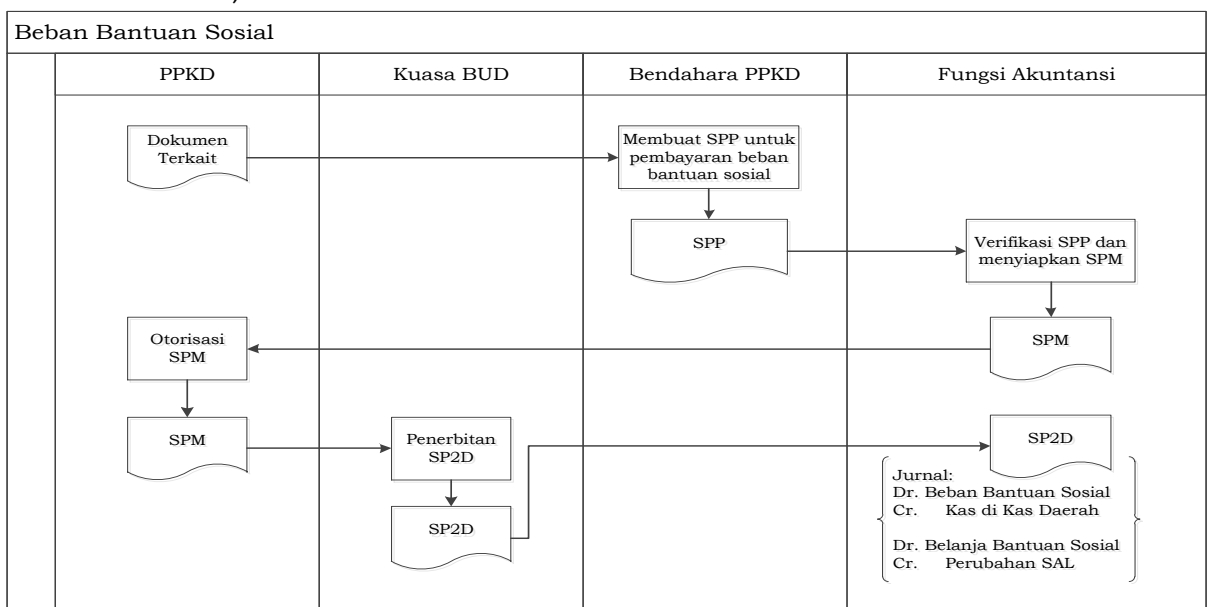 Beban Bantuan Sosial
PPKD
Kuasa BUD
Bendahara PPKD
Fungsi Akuntansi
Dokumen
Terkait
Membuat SPP untuk
pembayaran beban
bantuan sosial
SPP
Verifikasi SPP dan
menyiapkan SPM
SPM
Otorisasi
SPM
SPM
Penerbitan
SP2D
SP2D
SP2D
Jurnal:
Dr. Beban Bantuan Sosial
Cr. Kas di Kas Daerah
Dr. Belanja Bantuan Sosial
Cr. Perubahan SAL